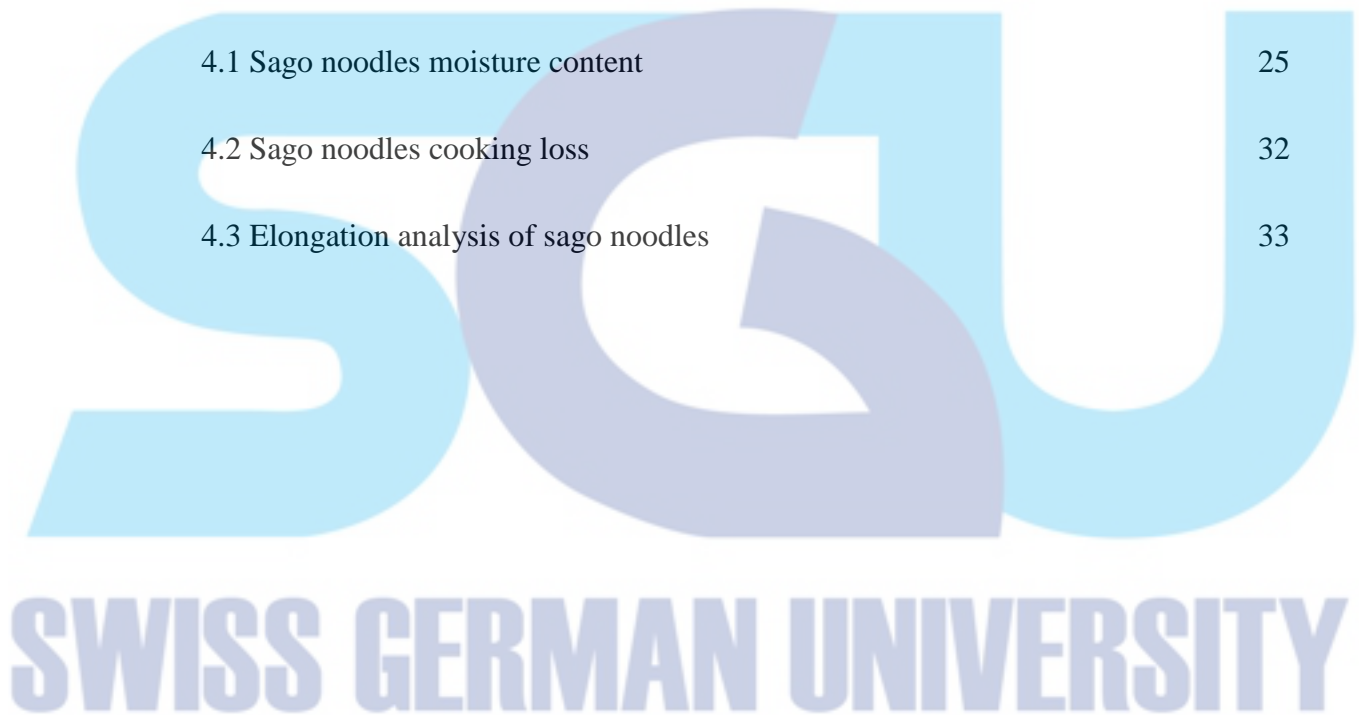 4.1 Sago noodles moisture content 25
4.2 Sago noodles cooking loss 32
4.3 Elongation analysis of sago noodles 33
SGU
SWISS GERMAN UNIVERSITY